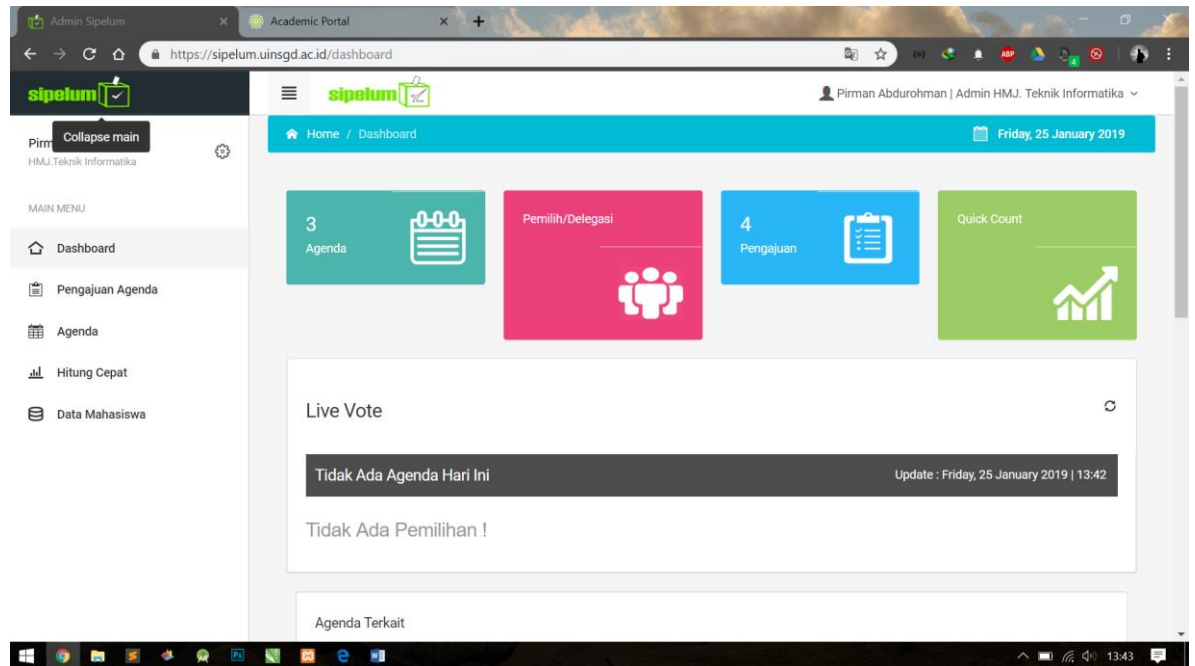 Admin Sipelum
Academic Portal
https://sipelum.uinsgd.ac.id/dashboard
ABP
4
sipelum
sipelum
Pirman Abdurohman | Admin HMJ. Teknik Informatika
Collapse main
Pirm
HMJ.Teknik Informatika
Home / Dashboard
Friday, 25 January 2019
MAIN MENU
Dashboard
Pengajuan Agenda
Agenda
Hitung Cepat
Data Mahasiswa
3
Agenda
Pemilih/Delegasi
4
Pengajuan
Quick Count
Live Vote
Tidak Ada Agenda Hari Ini
Update : Friday, 25 January 2019 | 13:42
Tidak Ada Pemilihan !
Agenda Terkait
Ps
13:43